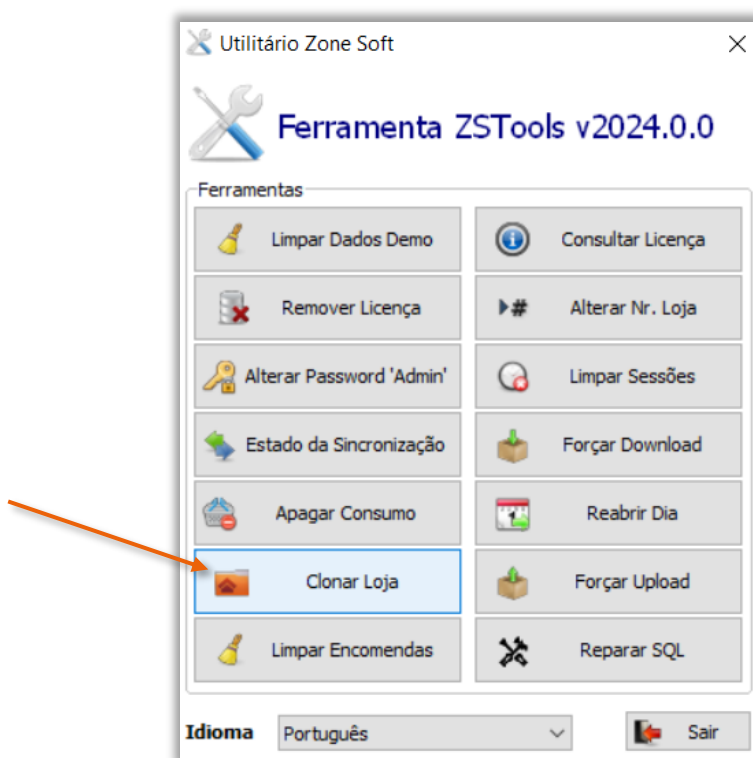 Utilitário Zone Soft
Ferramenta ZSTools v2024.0.0
Ferramentas
Limpar Dados Demo
Consultar Licença
Remover Licença
Alterar Nr. Loja
Alterar Password 'Admin'
Limpar Sessões
Estado da Sincronização
Forçar Download
Apagar Consumo
Reabrir Dia
Clonar Loja
Forçar Upload
Limpar Encomendas
Reparar SQL
Idioma Português Sair